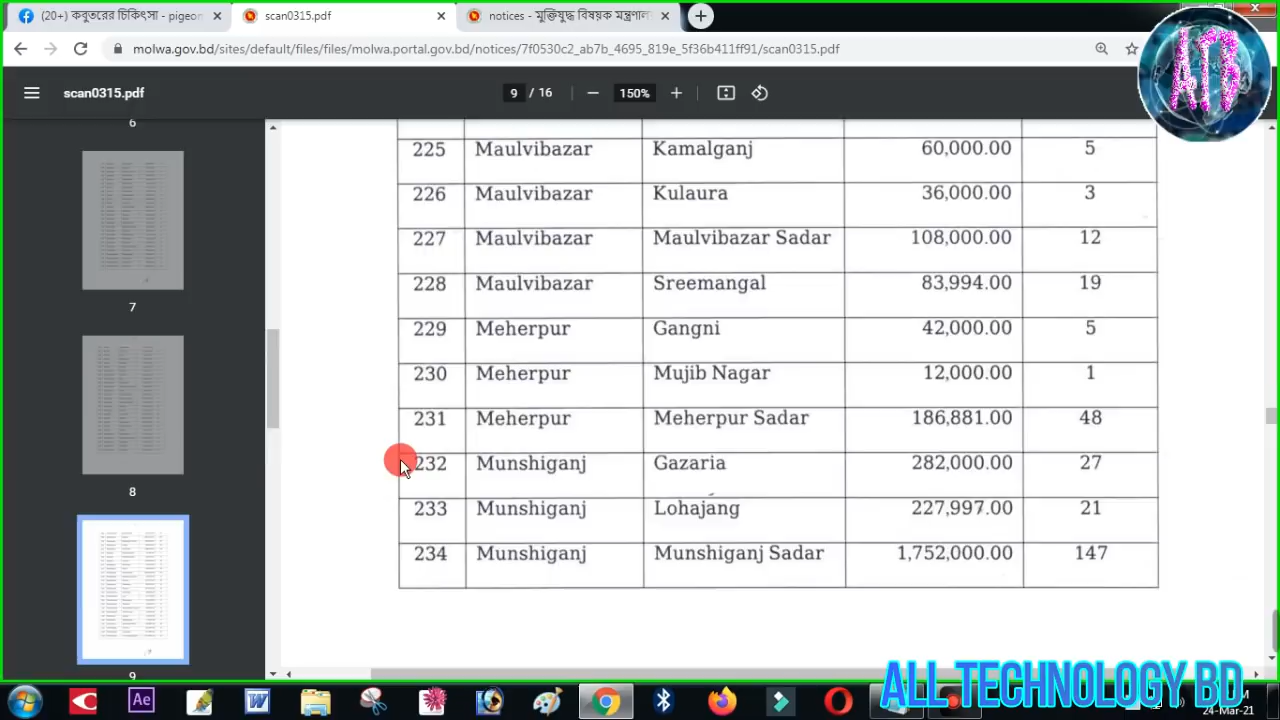 (20+) কবুতরের চিকিৎসা - pigeon
scan0315.pdf
notices - মুক্তিযুদ্ধ বিষয়ক মন্ত্রণাল
molwa.gov.bd/sites/default/files/files/molwa.portal.gov.bd/notices/7f0530c2_ab7b_4695_819e_5f36b411ff91/scan0315.pdf
scan0315.pdf
9 / 16
150%
6
7
8
9
225 Maulvibazar Kamalganj 60,000.00 5
226 Maulvibazar Kulaura 36,000.00 3
227 Maulvibazar Maulvibazar Sadar 108,000.00 12
228 Maulvibazar Sreemangal 83,994.00 19
229 Meherpur Gangni 42,000.00 5
230 Meherpur Mujib Nagar 12,000.00 1
231 Meherpur Meherpur Sadar 186,881.00 48
232 Munshiganj Gazaria 282,000.00 27
233 Munshiganj Lohajang 227,997.00 21
234 Munshiganj Munshiganj Sadar 1,752,000.00 147
Ae
W
ALL TECHNOLOGY BD
24-Mar-21